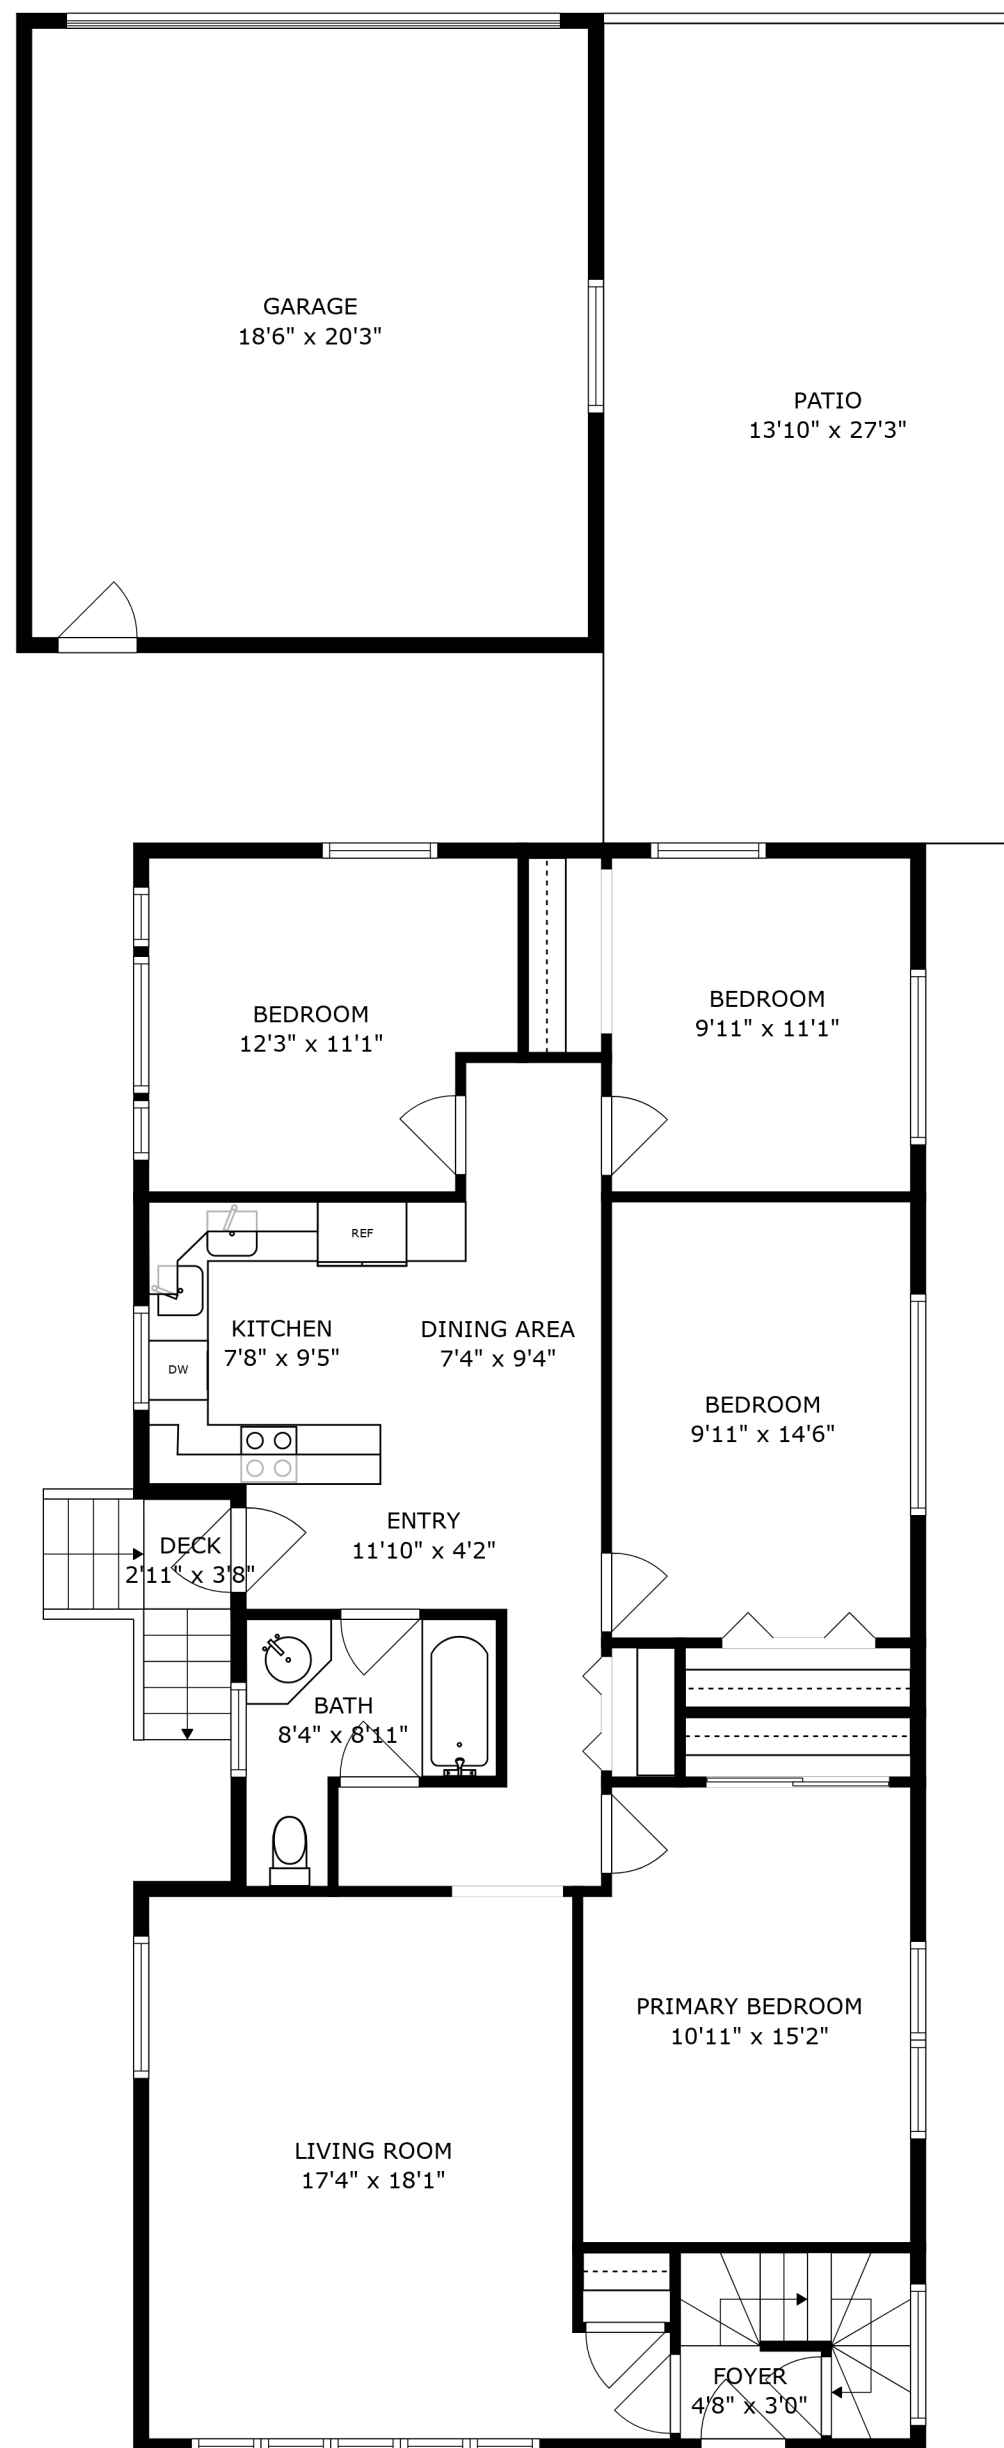 GARAGE
18'6" x 20'3"
PATIO
13'10" x 27'3"
BEDROOM
9'11" x 11'1"
BEDROOM
12'3" x 11'1"
REF
KITCHEN
7'8" x 9'5"
DINING AREA
7'4" x 9'4"
DW
BEDROOM
9'11" x 14'6"
ENTRY
11'10" x 4'2"
DECK
2'11" x 3'8"
BATH
8'4" x 8'11"
PRIMARY BEDROOM
10'11" x 15'2"
LIVING ROOM
17'4" x 18'1"
FOYER
4'8" x 3'0"